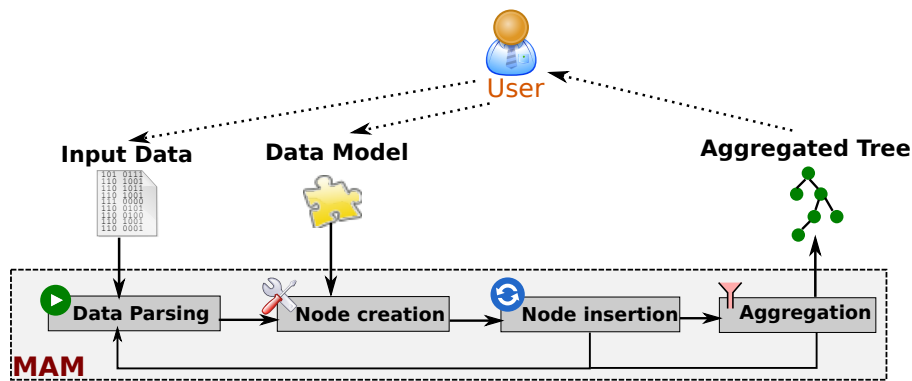 User
Input Data
Data Model
Aggregated Tree
101 0111
110 1001
110 1011
110 1001
111 0000
110 0101
110 1010
110 1001
110 0001
Data Parsing
Node creation
Node insertion
Aggregation
MAM